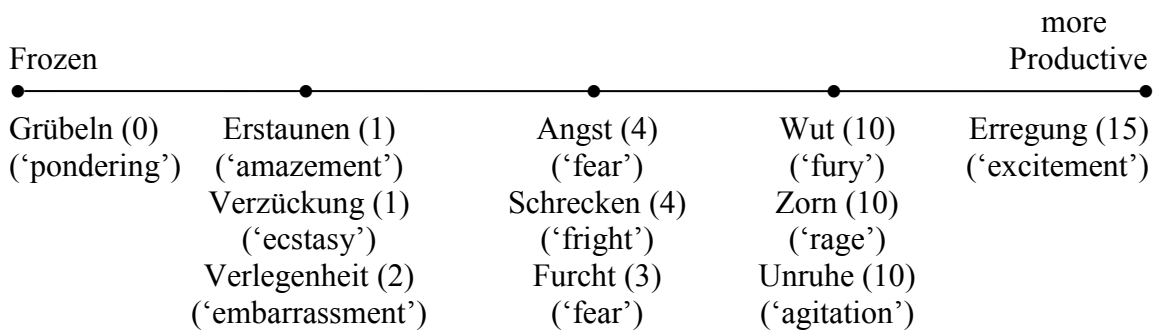 more
Frozen Productive
Grübeln (0) Erstaunen (1) Angst (4) Wut (10) Erregung (15)
(‘pondering’) (‘amazement’) (‘fear’) (‘fury’) (‘excitement’)
Verzückung (1) Schrecken (4) Zorn (10)
(‘ecstasy’) (‘fright’) (‘rage’)
Verlegenheit (2) Furcht (3) Unruhe (10)
(‘embarrassment’) (‘fear’) (‘agitation’)